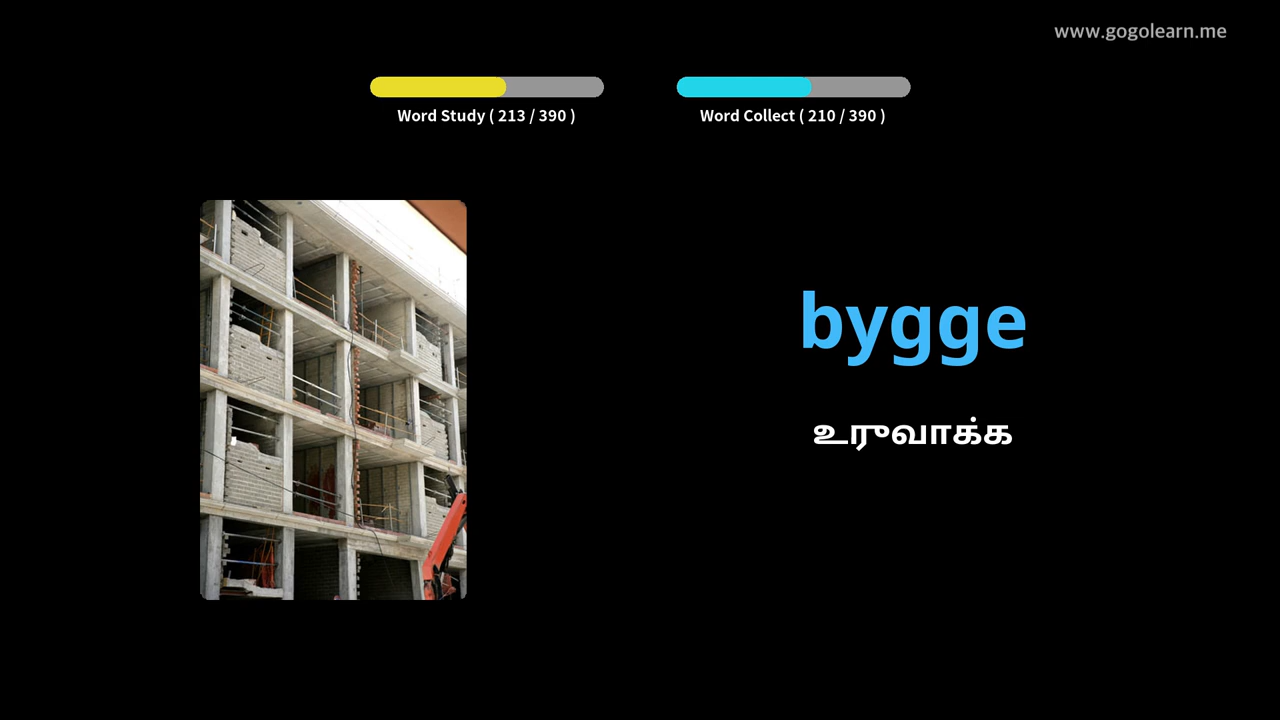 www.gogolearn.me
Word Study ( 213 / 390 )
Word Collect ( 210 / 390 )
bygge
உருவாக்க